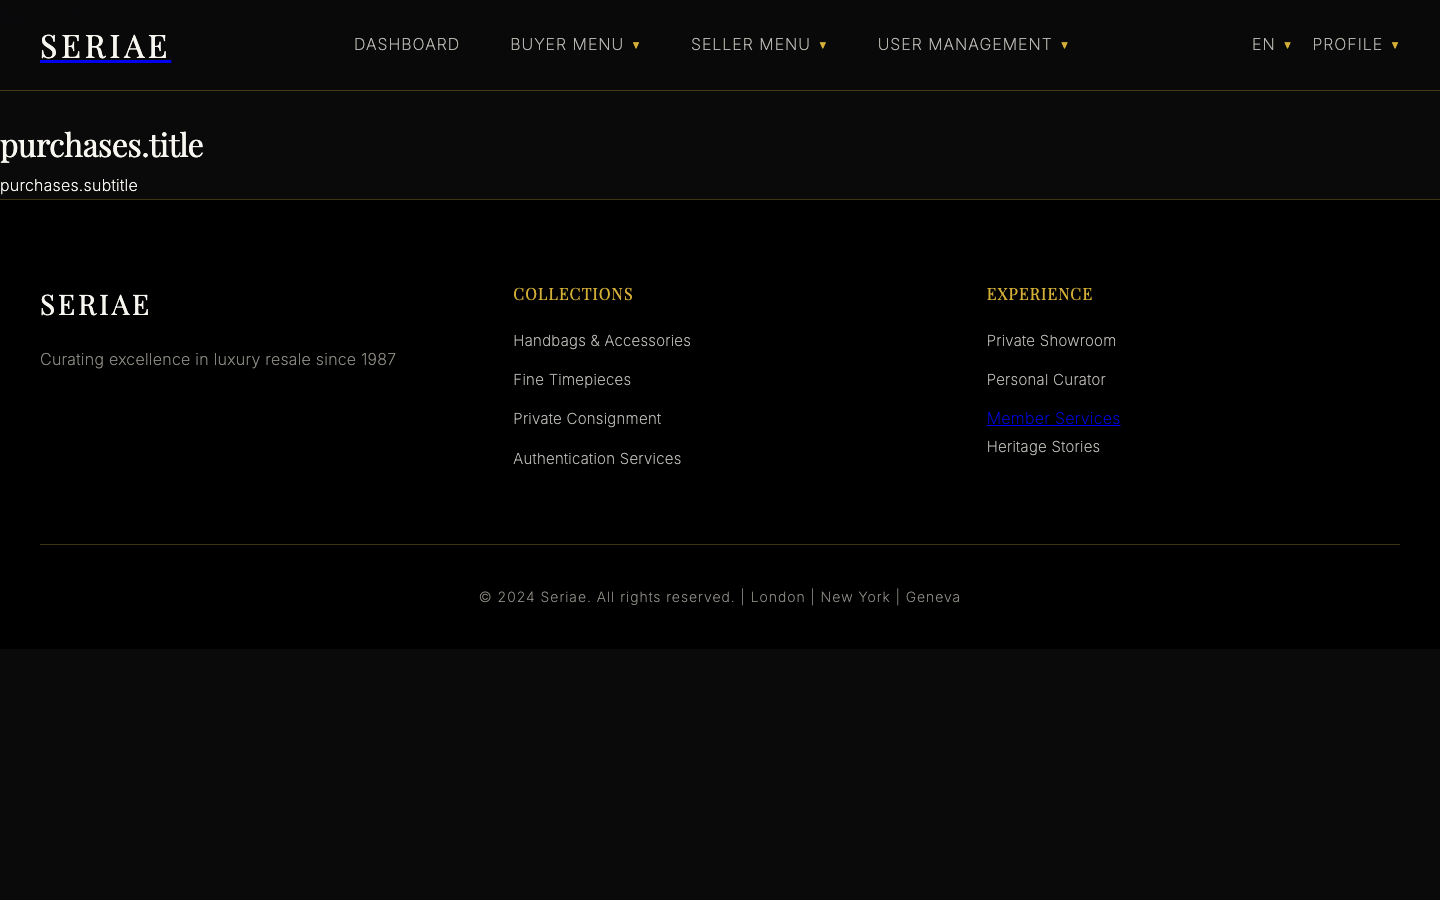 SERIAE
DASHBOARD
BUYER MENU ▼
SELLER MENU ▼
USER MANAGEMENT ▼
EN ▼
PROFILE ▼
purchases.title
purchases.subtitle
SERIAE
Curating excellence in luxury resale since 1987
COLLECTIONS
Handbags & Accessories
Fine Timepieces
Private Consignment
Authentication Services
EXPERIENCE
Private Showroom
Personal Curator
Member Services
Heritage Stories
© 2024 Seriae. All rights reserved. | London | New York | Geneva